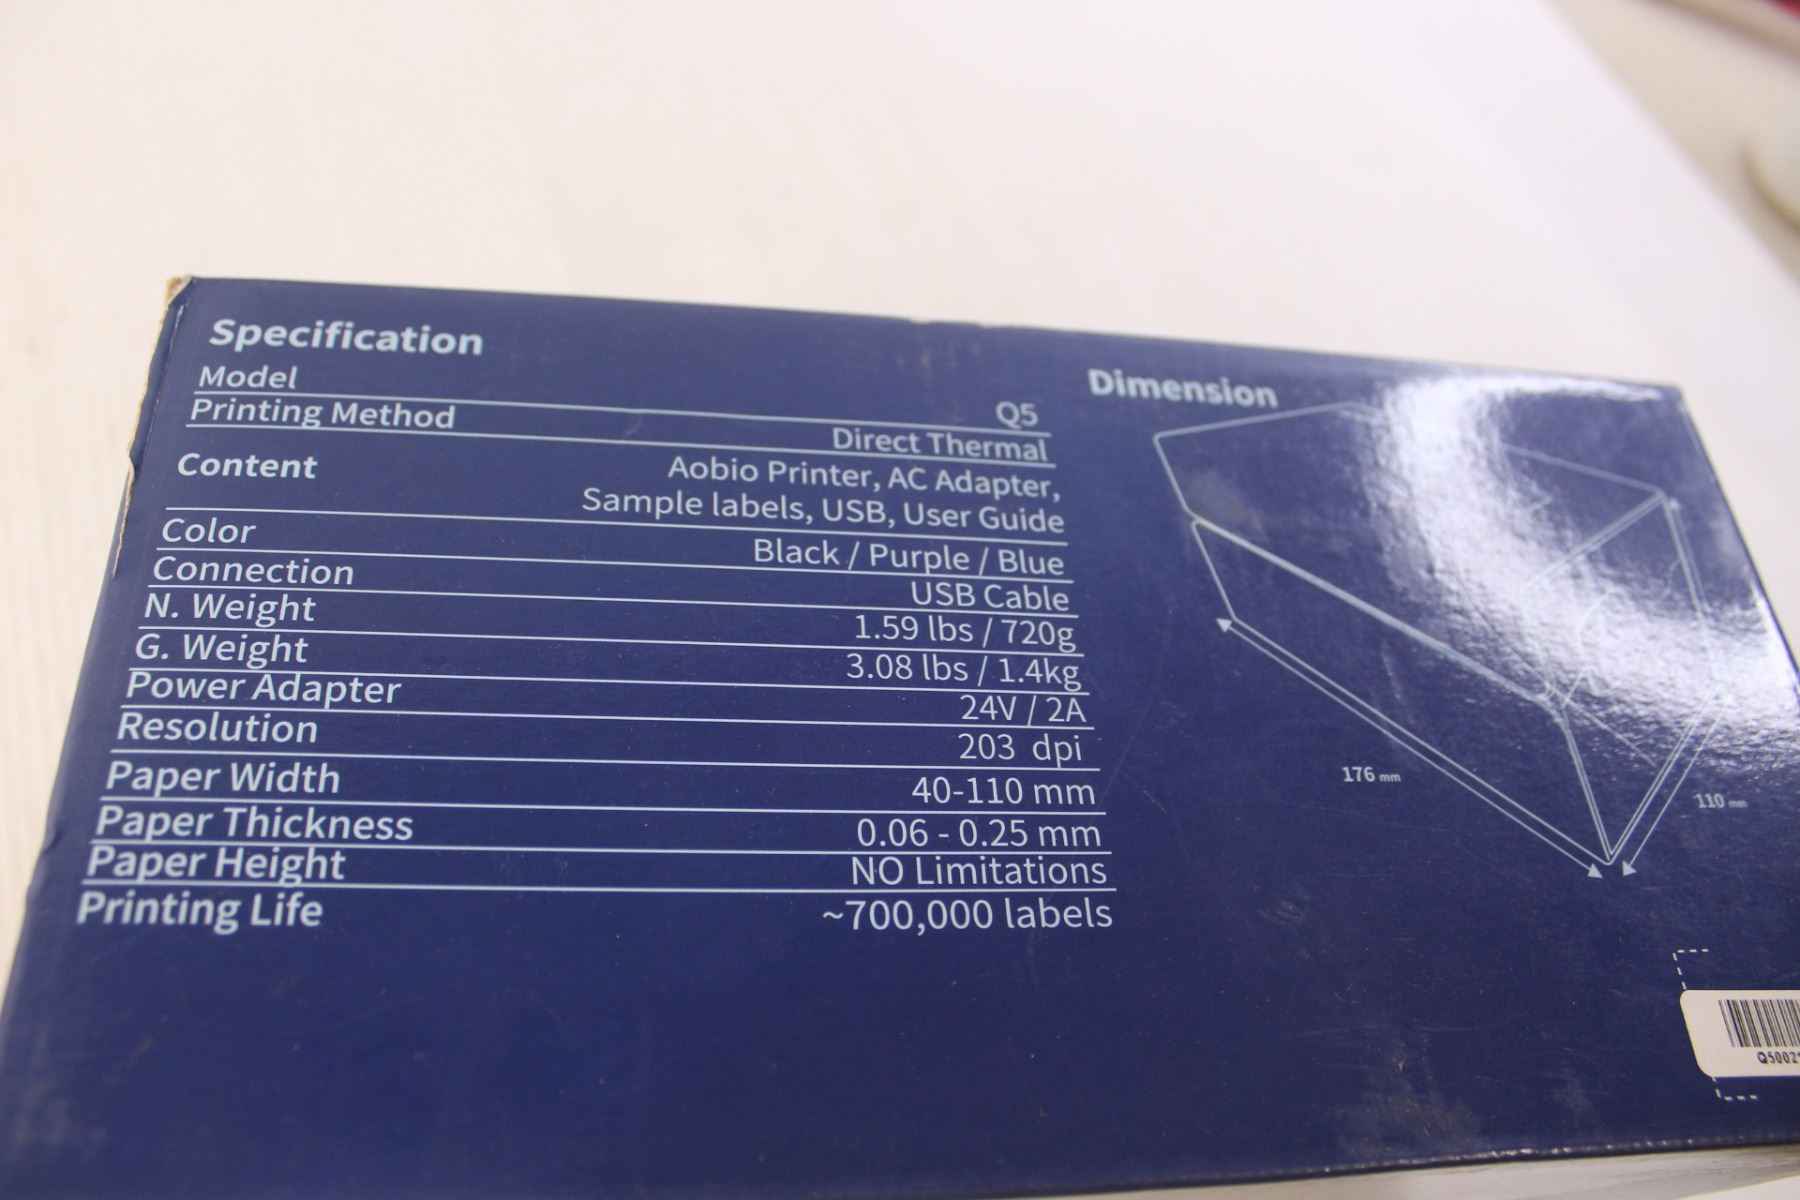 Specification
Model Q5
Printing Method Direct Thermal
Content Aobio Printer, AC Adapter,
Sample labels, USB, User Guide
Color Black / Purple / Blue
Connection USB Cable
N. Weight 1.59 lbs / 720g
G. Weight 3.08 lbs / 1.4kg
Power Adapter 24V / 2A
Resolution 203 dpi
Paper Width 40-110 mm
Paper Thickness 0.06 - 0.25 mm
Paper Height NO Limitations
Printing Life ~700,000 labels
Dimension
176 mm
110 mm